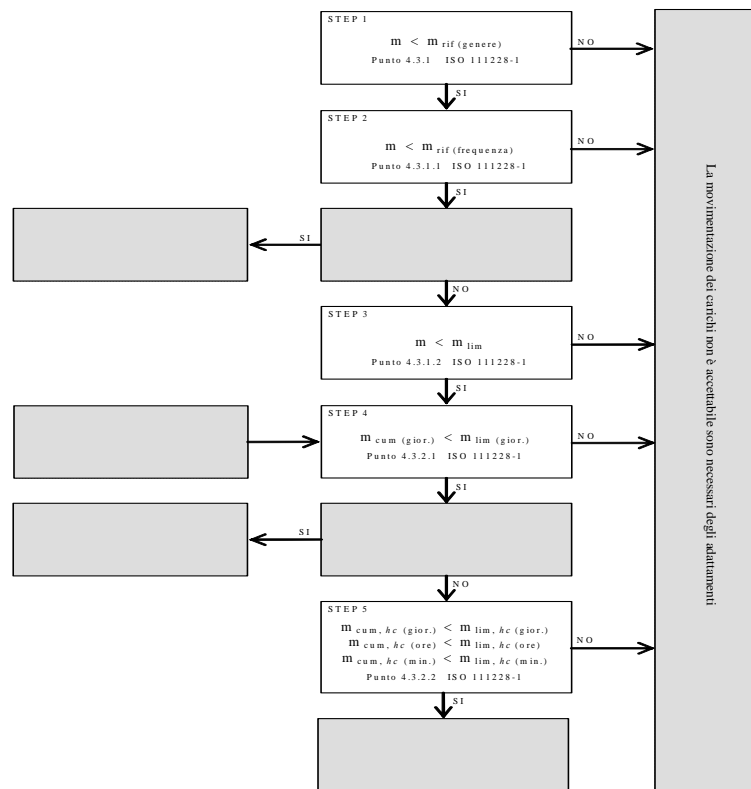 STEP 1
m < m rif (genere)
Punto 4.3.1 ISO 111228-1
NO
SI
STEP 2
m < m rif (frequenza)
Punto 4.3.1.1 ISO 111228-1
NO
SI
SI
NO
STEP 3
m < m lim
Punto 4.3.1.2 ISO 111228-1
NO
SI
STEP 4
m cum (gior.) < m lim (gior.)
Punto 4.3.2.1 ISO 111228-1
NO
SI
SI
NO
STEP 5
m cum, hc (gior.) < m lim, hc (gior.)
m cum, hc (ore) < m lim, hc (ore)
m cum, hc (min.) < m lim, hc (min.)
Punto 4.3.2.2 ISO 111228-1
NO
SI
La movimentazione dei carichi non è accettabile sono necessari degli adattamenti